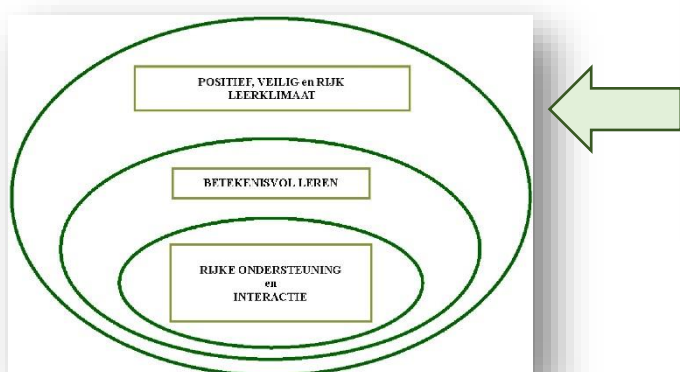 POSITIEF, VEILIG en RIJK
LEERKLIMAAT
BETEKENISVOL LEREN
RIJKE ONDERSTEUNING
en
INTERACTIE